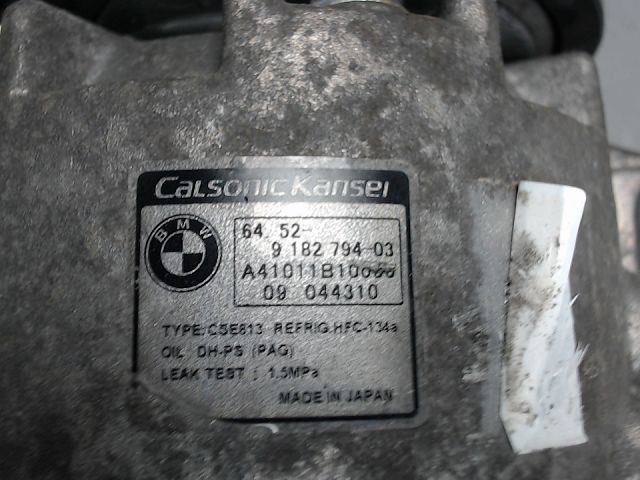 CalsonicKansei
BMW
64. 52-
9 182 794-03
09 044310
TYPE: CSE613 REFRIG. HFC-134a
OIL: DH-PS (PAG)
LEAK TEST : 1.5MPa
MADE IN JAPAN